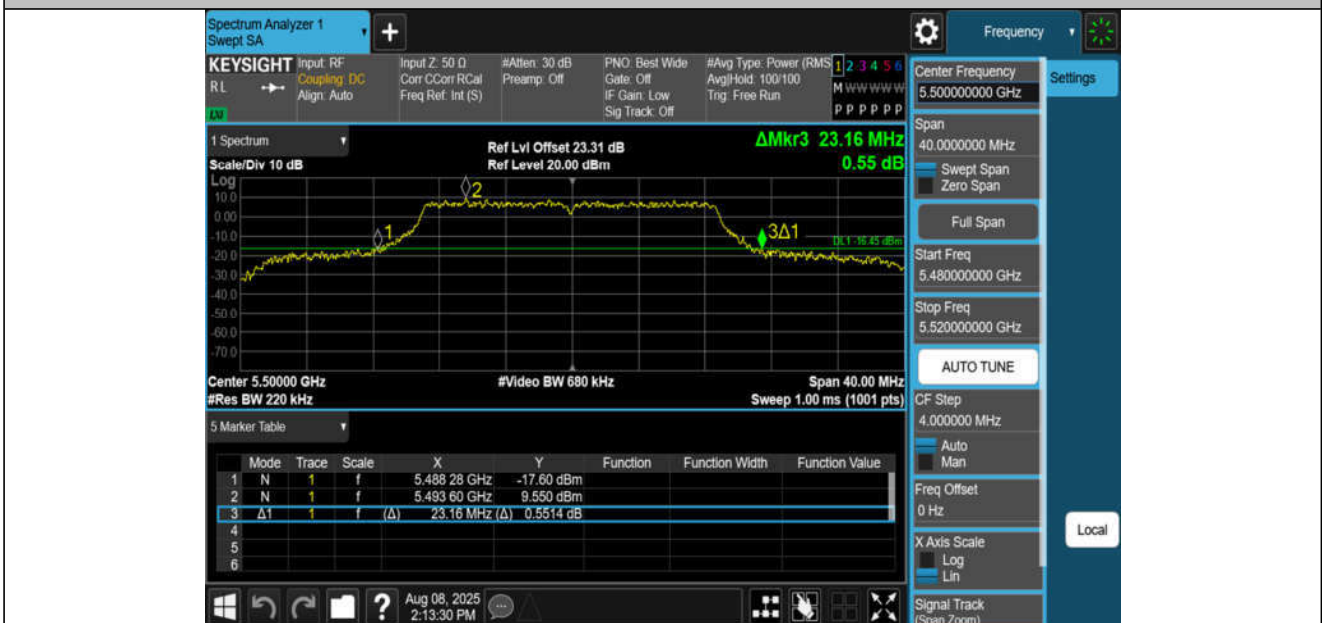 Spectrum Analyzer 1
Swept SA
+
Frequency
KEYSIGHT
RL
LU
Input: RF
Coupling: DC
Align: Auto
Input Z: 50 Ω
Corr CCorr RCal
Freq Ref: Int (S)
#Atten: 30 dB
Preamp: Off
PNO: Best Wide
Gate: Off
IF Gain: Low
Sig Track: Off
#Avg Type: Power (RMS
Avg|Hold: 100/100
Trig: Free Run
1 2 3 4 5 6
M W W W W W
P P P P P P
1 Spectrum
Scale/Div 10 dB
Ref Lvl Offset 23.31 dB
Ref Level 20.00 dBm
ΔMkr3 23.16 MHz
0.55 dB
Log
10.0
0.00
-10.0
-20.0
-30.0
-40.0
-50.0
-60.0
-70.0
1
2
3Δ1
DL1 -16.45 dBm
Center 5.50000 GHz
#Res BW 220 kHz
#Video BW 680 kHz
Span 40.00 MHz
Sweep 1.00 ms (1001 pts)
5 Marker Table
Mode Trace Scale X Y Function Function Width Function Value
1 N 1 f 5.488 28 GHz -17.60 dBm
2 N 1 f 5.493 60 GHz 9.550 dBm
3 Δ1 1 f (Δ) 23.16 MHz (Δ) 0.5514 dB
4
5
6
?
Aug 08, 2025
2:13:30 PM
Center Frequency
5.500000000 GHz
Settings
Span
40.0000000 MHz
Swept Span
Zero Span
Full Span
Start Freq
5.480000000 GHz
Stop Freq
5.520000000 GHz
AUTO TUNE
CF Step
4.000000 MHz
Auto
Man
Freq Offset
0 Hz
X Axis Scale
Log
Lin
Local
Signal Track
(Span Zoom)